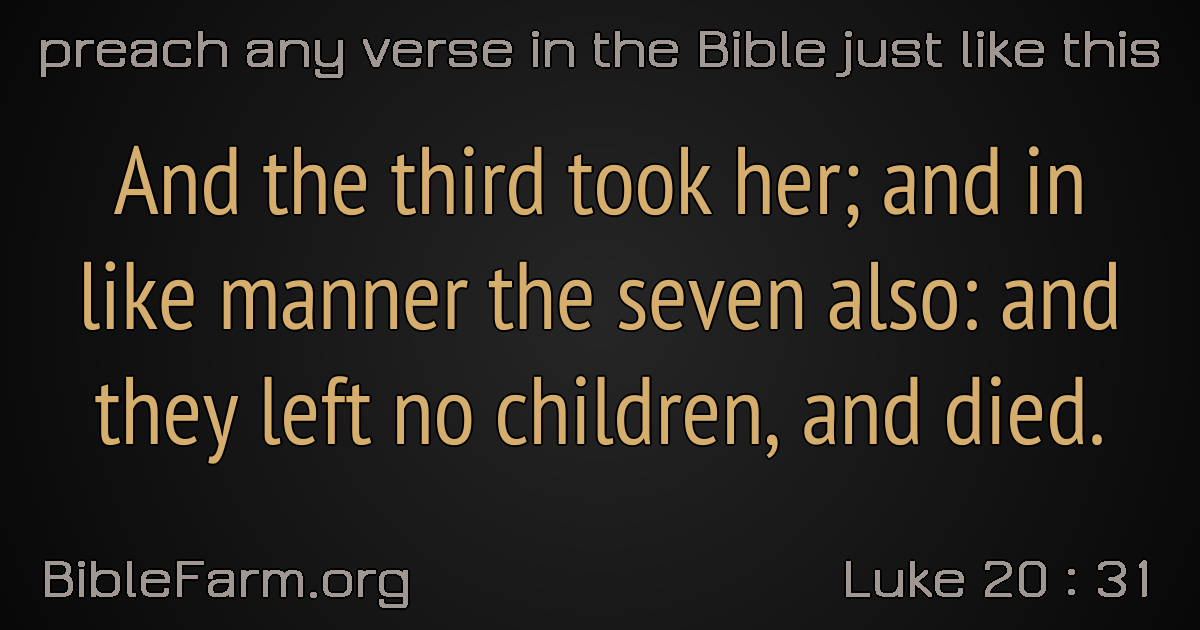 preach any verse in the Bible just like this
And the third took her; and in
like manner the seven also: and
they left no children, and died.
BibleFarm.org
Luke 20 : 31